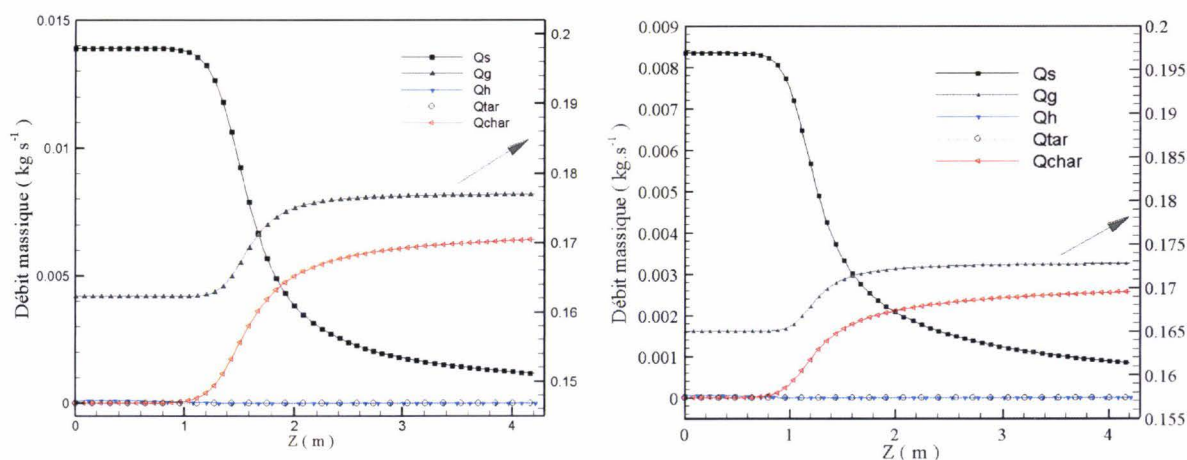 0.015
0.01
0.005
0
Débit massique ( kg s⁻¹ )
0.2
0.19
0.18
0.17
0.16
0.15
Qs
Qg
Qh
Qtar
Qchar
0
1
2
3
4
Z ( m )
0.009
0.008
0.007
0.006
0.005
0.004
0.003
0.002
0.001
0
Débit massique ( kg.s⁻¹ )
0.2
0.195
0.19
0.185
0.18
0.175
0.17
0.165
0.16
0.155
Qs
Qg
Qh
Qtar
Qchar
0
1
2
3
4
Z ( m )